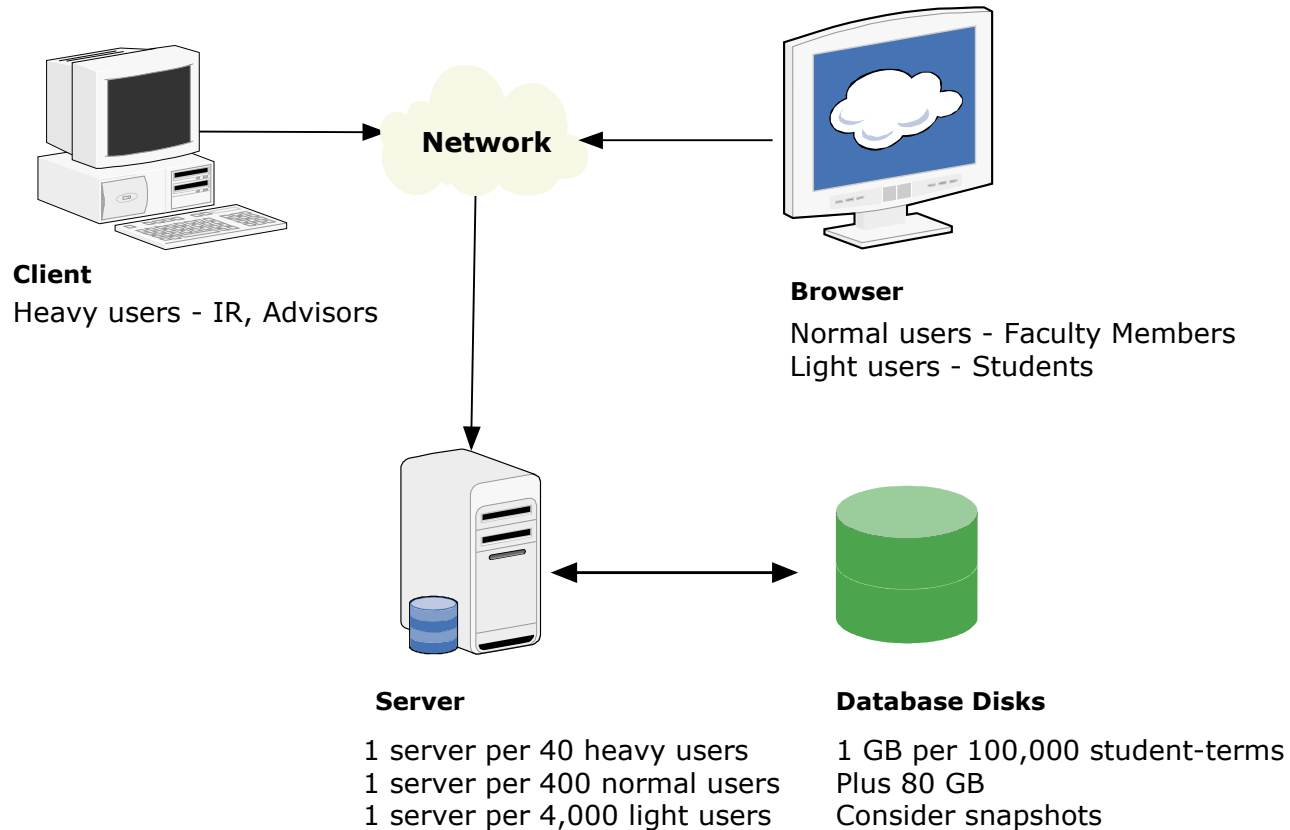 Network
Client
Heavy users - IR, Advisors
Browser
Normal users - Faculty Members
Light users - Students
Server
1 server per 40 heavy users
1 server per 400 normal users
1 server per 4,000 light users
Database Disks
1 GB per 100,000 student-terms
Plus 80 GB
Consider snapshots